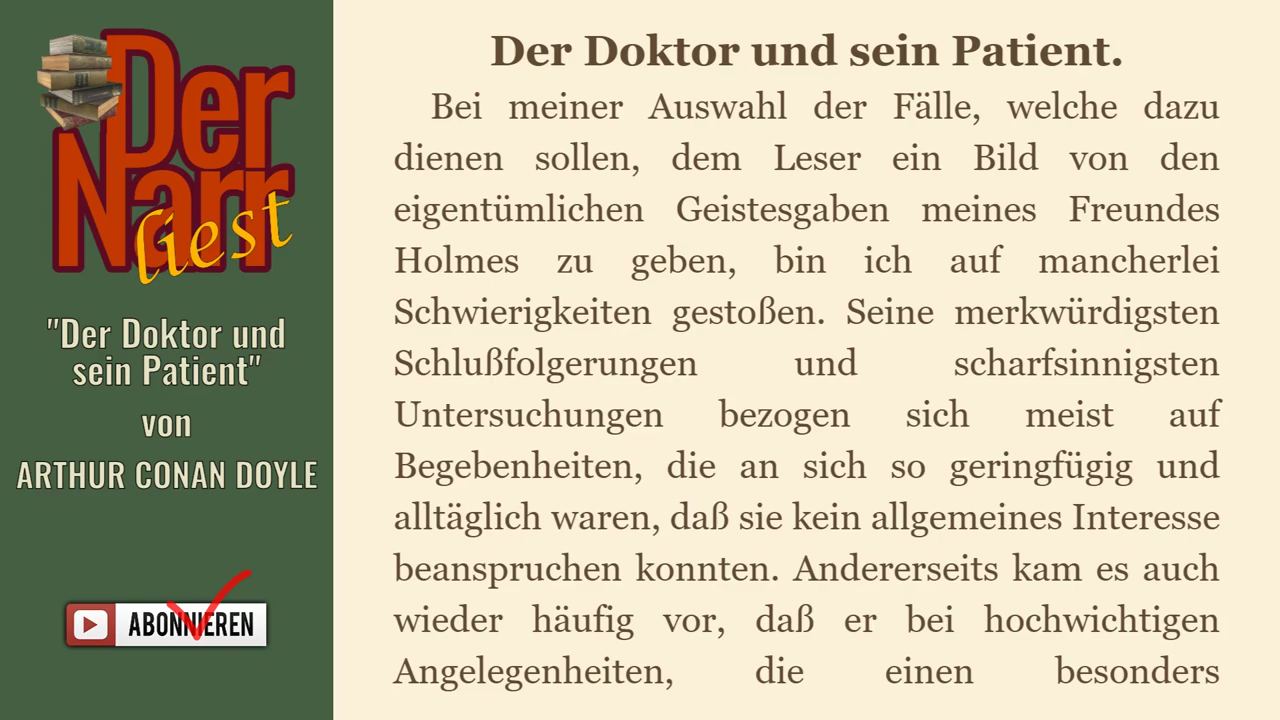 Der
Narr
liest
"Der Doktor und
sein Patient"
von
ARTHUR CONAN DOYLE
ABONNIEREN
Der Doktor und sein Patient.
Bei meiner Auswahl der Fälle, welche dazu
dienen sollen, dem Leser ein Bild von den
eigentümlichen Geistesgaben meines Freundes
Holmes zu geben, bin ich auf mancherlei
Schwierigkeiten gestoßen. Seine merkwürdigsten
Schlußfolgerungen und scharfsinnigsten
Untersuchungen bezogen sich meist auf
Begebenheiten, die an sich so geringfügig und
alltäglich waren, daß sie kein allgemeines Interesse
beanspruchen konnten. Andererseits kam es auch
wieder häufig vor, daß er bei hochwichtigen
Angelegenheiten, die einen besonders